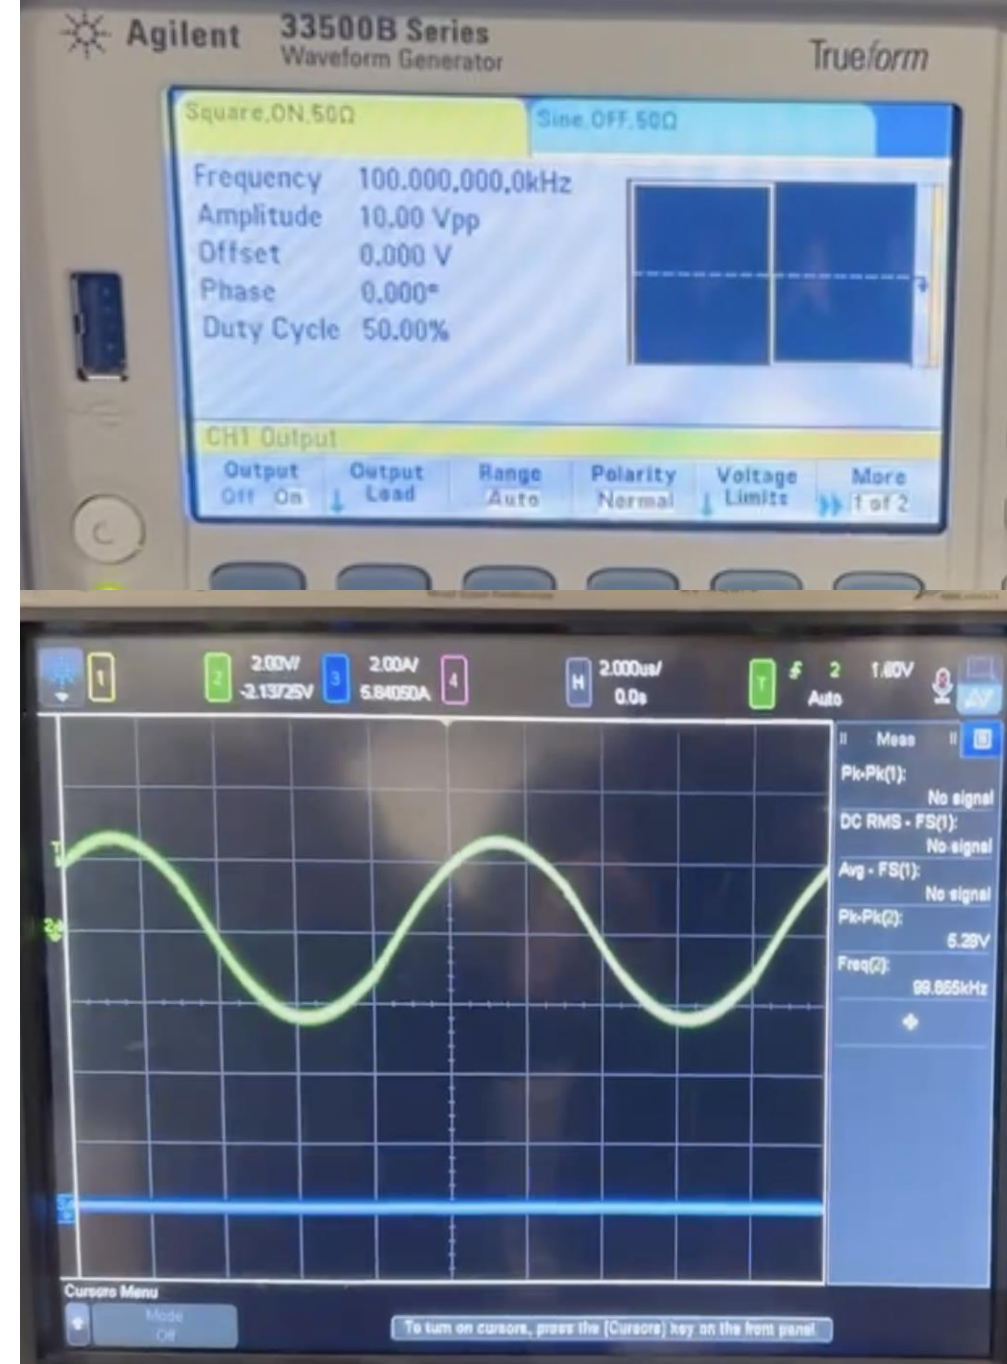 Agilent 33500B Series
Waveform Generator
Trueform
Square,ON,50Ω
Sine,OFF,50Ω
Frequency 100.000,000,0kHz
Amplitude 10.00 Vpp
Offset 0.000 V
Phase 0.000°
Duty Cycle 50.00%
CH1 Output
Output Off On
Output Load
Range Auto
Polarity Normal
Voltage Limits
More 1 of 2
1
2 2.00V/ -2.13725V
3 2.00A/ 5.84050A
4
H 2.000us/ 0.0s
T 2 1.60V
Auto
Meas
Pk-Pk(1):
No signal
DC RMS - FS(1):
No signal
Avg - FS(1):
No signal
Pk-Pk(2):
5.29V
Freq(2):
99.655kHz
T
2
Cursors Menu
Mode
Off
To turn on cursors, press the [Cursors] key on the front panel.